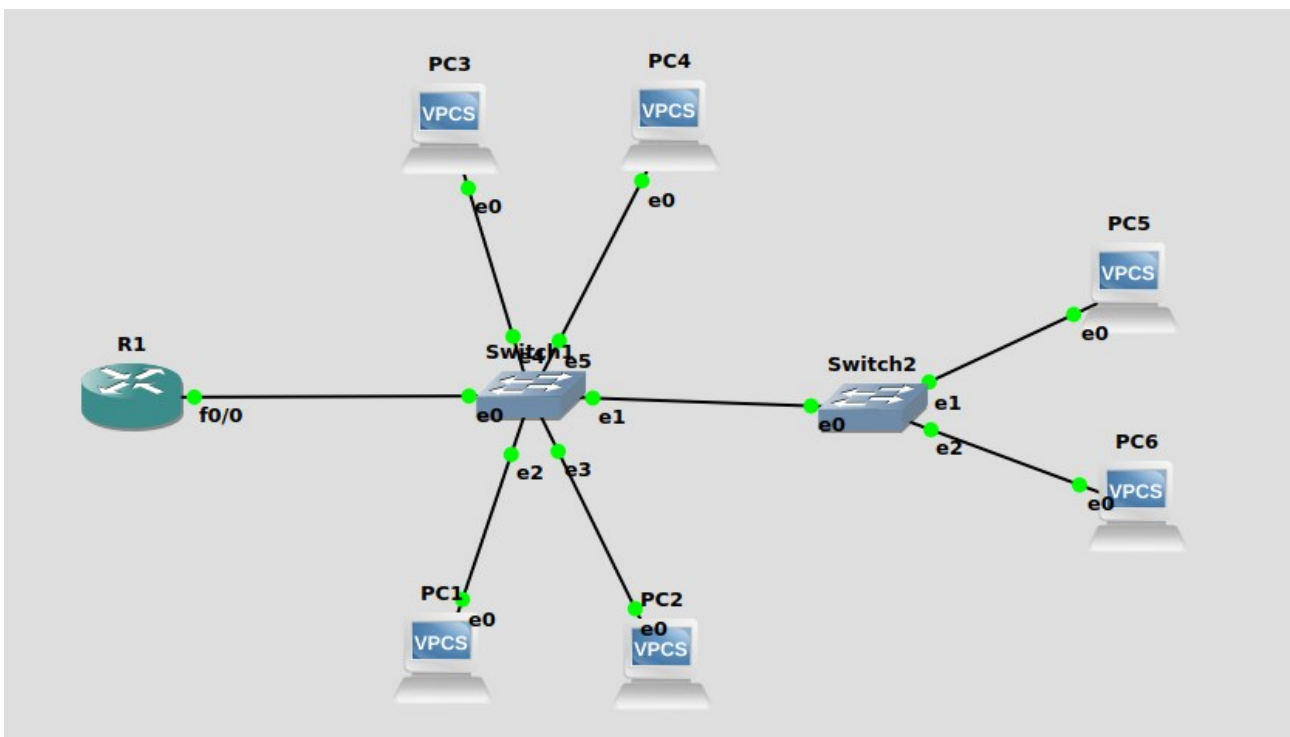 PC3
PC4
VPCS
VPCS
e0
e0
PC5
VPCS
e0
R1
Switch1
e4
e5
Switch2
f0/0
e0
e1
e0
e1
e2
e2
e3
PC6
VPCS
e0
PC1
PC2
e0
e0
VPCS
VPCS